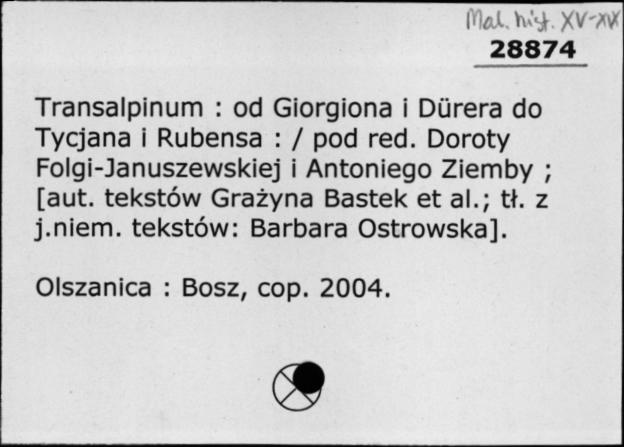 Mal. hist. XV-XIX
28874
Transalpinum : od Giorgiona i Dürera do
Tycjana i Rubensa : / pod red. Doroty
Folgi-Januszewskiej i Antoniego Ziemby ;
[aut. tekstów Grażyna Bastek et al.; tł. z
j.niem. tekstów: Barbara Ostrowska].
Olszanica : Bosz, cop. 2004.